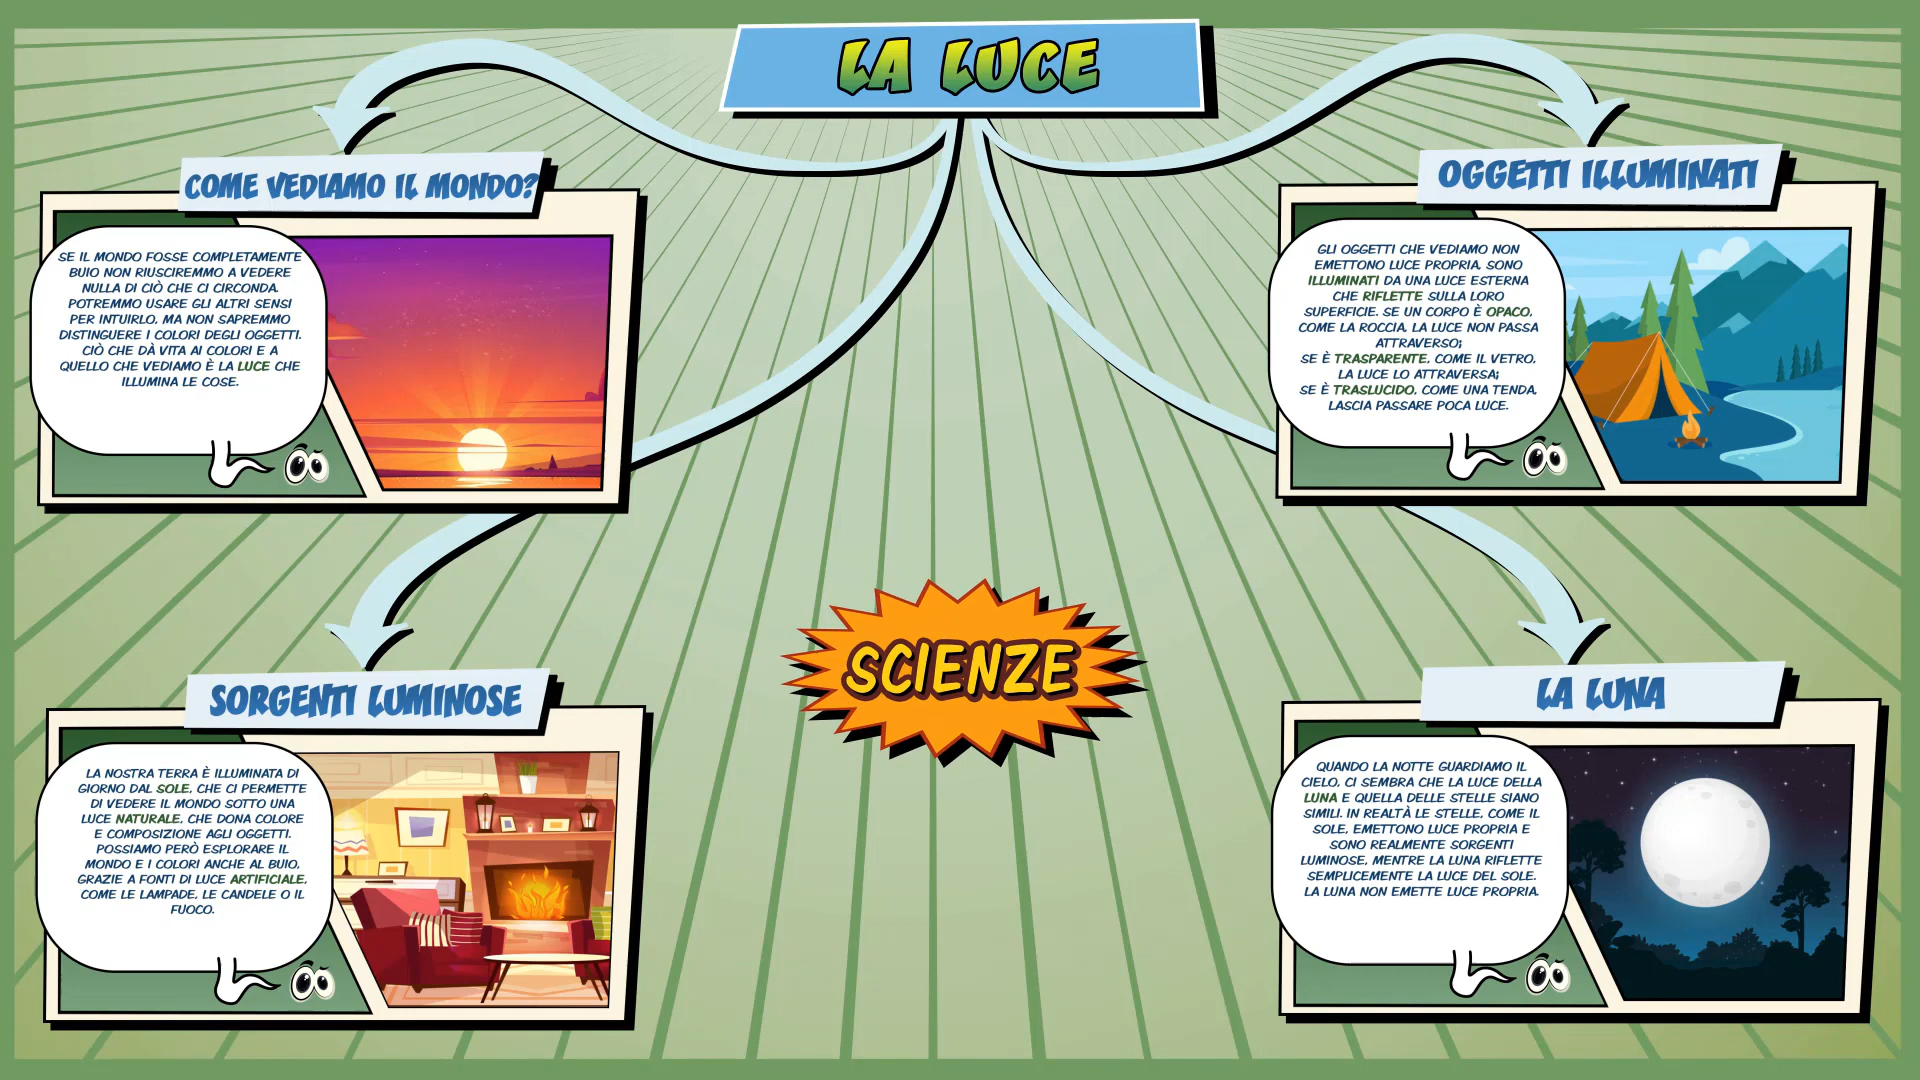 LA LUCE
COME VEDIAMO IL MONDO?
SE IL MONDO FOSSE COMPLETAMENTE
BUIO NON RIUSCIREMMO A VEDERE
NULLA DI CIÒ CHE CI CIRCONDA.
POTREMMO USARE GLI ALTRI SENSI
PER INTUIRLO, MA NON SAPREMMO
DISTINGUERE I COLORI DEGLI OGGETTI.
CIÒ CHE DÀ VITA AI COLORI E A
QUELLO CHE VEDIAMO È LA LUCE CHE
ILLUMINA LE COSE.
OGGETTI ILLUMINATI
GLI OGGETTI CHE VEDIAMO NON
EMETTONO LUCE PROPRIA, SONO
ILLUMINATI DA UNA LUCE ESTERNA
CHE RIFLETTE SULLA LORO
SUPERFICIE. SE UN CORPO È OPACO,
COME LA ROCCIA, LA LUCE NON PASSA
ATTRAVERSO;
SE È TRASPARENTE, COME IL VETRO,
LA LUCE LO ATTRAVERSA;
SE È TRASLUCIDO, COME UNA TENDA,
LASCIA PASSARE POCA LUCE.
SCIENZE
SORGENTI LUMINOSE
LA NOSTRA TERRA È ILLUMINATA DI
GIORNO DAL SOLE, CHE CI PERMETTE
DI VEDERE IL MONDO SOTTO UNA
LUCE NATURALE, CHE DONA COLORE
E COMPOSIZIONE AGLI OGGETTI.
POSSIAMO PERÒ ESPLORARE IL
MONDO E I COLORI ANCHE AL BUIO,
GRAZIE A FONTI DI LUCE ARTIFICIALE,
COME LE LAMPADE, LE CANDELE O IL
FUOCO.
LA LUNA
QUANDO LA NOTTE GUARDIAMO IL
CIELO, CI SEMBRA CHE LA LUCE DELLA
LUNA E QUELLA DELLE STELLE SIANO
SIMILI. IN REALTÀ LE STELLE, COME IL
SOLE, EMETTONO LUCE PROPRIA E
SONO REALMENTE SORGENTI
LUMINOSE, MENTRE LA LUNA RIFLETTE
SEMPLICEMENTE LA LUCE DEL SOLE.
LA LUNA NON EMETTE LUCE PROPRIA.